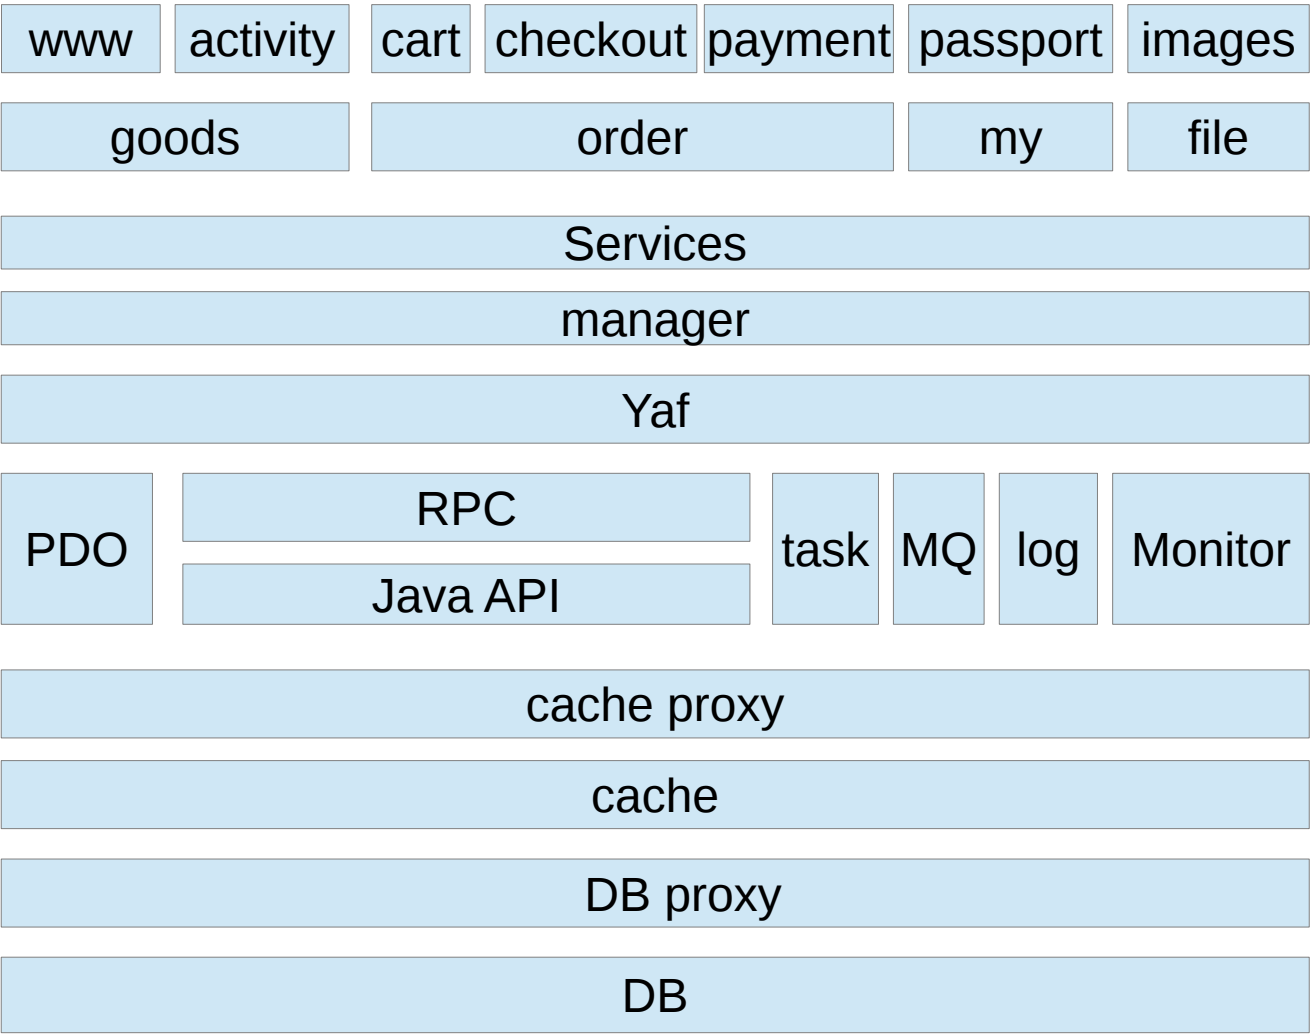 www activity cart checkout payment passport images
goods order my file
Services
manager
Yaf
PDO
RPC
Java API
task MQ log Monitor
cache proxy
cache
DB proxy
DB